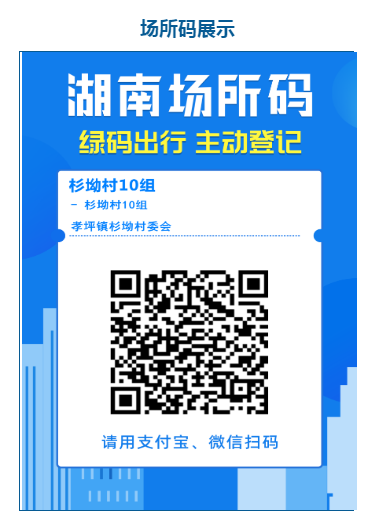 场所码展示
湖南场所码
绿码出行 主动登记
杉坳村10组
- 杉坳村10组
孝坪镇杉坳村委会
请用支付宝、微信扫码